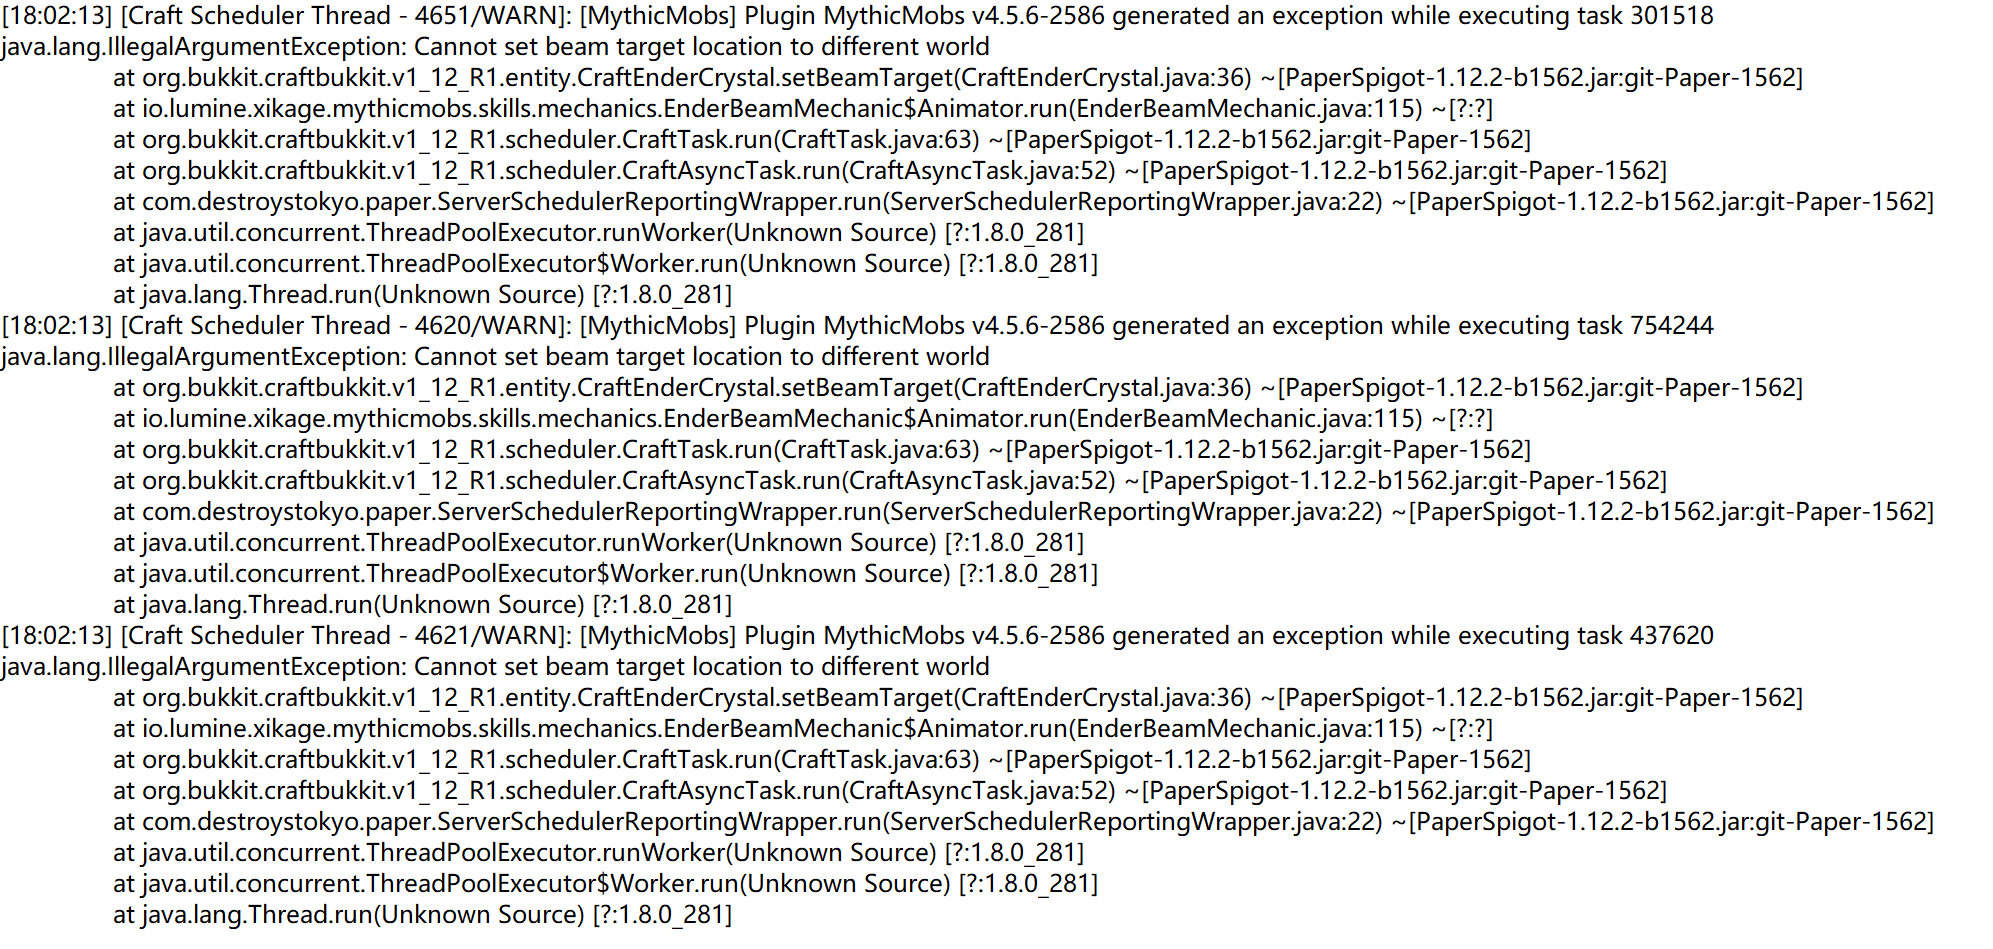 [18:02:13] [Craft Scheduler Thread - 4651/WARN]: [MythicMobs] Plugin MythicMobs v4.5.6-2586 generated an exception while executing task 301518
java.lang.IllegalArgumentException: Cannot set beam target location to different world
at org.bukkit.craftbukkit.v1_12_R1.entity.CraftEnderCrystal.setBeamTarget(CraftEnderCrystal.java:36) ~[PaperSpigot-1.12.2-b1562.jar:git-Paper-1562]
at io.lumine.xikage.mythicmobs.skills.mechanics.EnderBeamMechanic$Animator.run(EnderBeamMechanic.java:115) ~[?:?]
at org.bukkit.craftbukkit.v1_12_R1.scheduler.CraftTask.run(CraftTask.java:63) ~[PaperSpigot-1.12.2-b1562.jar:git-Paper-1562]
at org.bukkit.craftbukkit.v1_12_R1.scheduler.CraftAsyncTask.run(CraftAsyncTask.java:52) ~[PaperSpigot-1.12.2-b1562.jar:git-Paper-1562]
at com.destroystokyo.paper.ServerSchedulerReportingWrapper.run(ServerSchedulerReportingWrapper.java:22) ~[PaperSpigot-1.12.2-b1562.jar:git-Paper-1562]
at java.util.concurrent.ThreadPoolExecutor.runWorker(Unknown Source) [?:1.8.0_281]
at java.util.concurrent.ThreadPoolExecutor$Worker.run(Unknown Source) [?:1.8.0_281]
at java.lang.Thread.run(Unknown Source) [?:1.8.0_281]
[18:02:13] [Craft Scheduler Thread - 4620/WARN]: [MythicMobs] Plugin MythicMobs v4.5.6-2586 generated an exception while executing task 754244
java.lang.IllegalArgumentException: Cannot set beam target location to different world
at org.bukkit.craftbukkit.v1_12_R1.entity.CraftEnderCrystal.setBeamTarget(CraftEnderCrystal.java:36) ~[PaperSpigot-1.12.2-b1562.jar:git-Paper-1562]
at io.lumine.xikage.mythicmobs.skills.mechanics.EnderBeamMechanic$Animator.run(EnderBeamMechanic.java:115) ~[?:?]
at org.bukkit.craftbukkit.v1_12_R1.scheduler.CraftTask.run(CraftTask.java:63) ~[PaperSpigot-1.12.2-b1562.jar:git-Paper-1562]
at org.bukkit.craftbukkit.v1_12_R1.scheduler.CraftAsyncTask.run(CraftAsyncTask.java:52) ~[PaperSpigot-1.12.2-b1562.jar:git-Paper-1562]
at com.destroystokyo.paper.ServerSchedulerReportingWrapper.run(ServerSchedulerReportingWrapper.java:22) ~[PaperSpigot-1.12.2-b1562.jar:git-Paper-1562]
at java.util.concurrent.ThreadPoolExecutor.runWorker(Unknown Source) [?:1.8.0_281]
at java.util.concurrent.ThreadPoolExecutor$Worker.run(Unknown Source) [?:1.8.0_281]
at java.lang.Thread.run(Unknown Source) [?:1.8.0_281]
[18:02:13] [Craft Scheduler Thread - 4621/WARN]: [MythicMobs] Plugin MythicMobs v4.5.6-2586 generated an exception while executing task 437620
java.lang.IllegalArgumentException: Cannot set beam target location to different world
at org.bukkit.craftbukkit.v1_12_R1.entity.CraftEnderCrystal.setBeamTarget(CraftEnderCrystal.java:36) ~[PaperSpigot-1.12.2-b1562.jar:git-Paper-1562]
at io.lumine.xikage.mythicmobs.skills.mechanics.EnderBeamMechanic$Animator.run(EnderBeamMechanic.java:115) ~[?:?]
at org.bukkit.craftbukkit.v1_12_R1.scheduler.CraftTask.run(CraftTask.java:63) ~[PaperSpigot-1.12.2-b1562.jar:git-Paper-1562]
at org.bukkit.craftbukkit.v1_12_R1.scheduler.CraftAsyncTask.run(CraftAsyncTask.java:52) ~[PaperSpigot-1.12.2-b1562.jar:git-Paper-1562]
at com.destroystokyo.paper.ServerSchedulerReportingWrapper.run(ServerSchedulerReportingWrapper.java:22) ~[PaperSpigot-1.12.2-b1562.jar:git-Paper-1562]
at java.util.concurrent.ThreadPoolExecutor.runWorker(Unknown Source) [?:1.8.0_281]
at java.util.concurrent.ThreadPoolExecutor$Worker.run(Unknown Source) [?:1.8.0_281]
at java.lang.Thread.run(Unknown Source) [?:1.8.0_281]